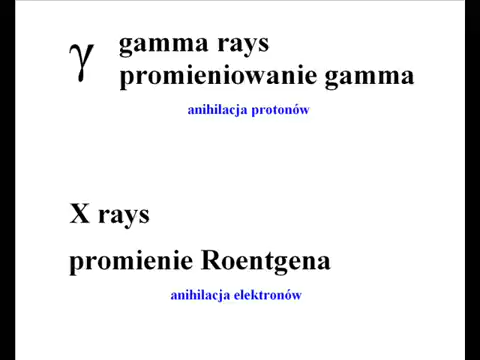 γ gamma rays
promieniowanie gamma
anihilacja protonów
X rays
promienie Roentgena
anihilacja elektronów